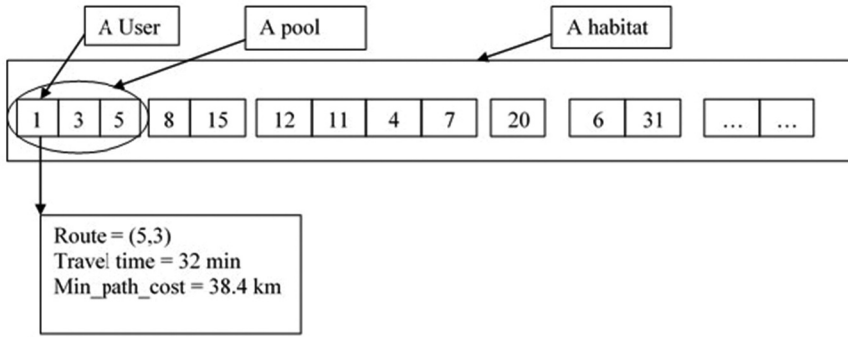 A User
A pool
A habitat
1 3 5 8 15 12 11 4 7 20 6 31 ... ...
Route = (5,3)
Travel time = 32 min
Min_path_cost = 38.4 km